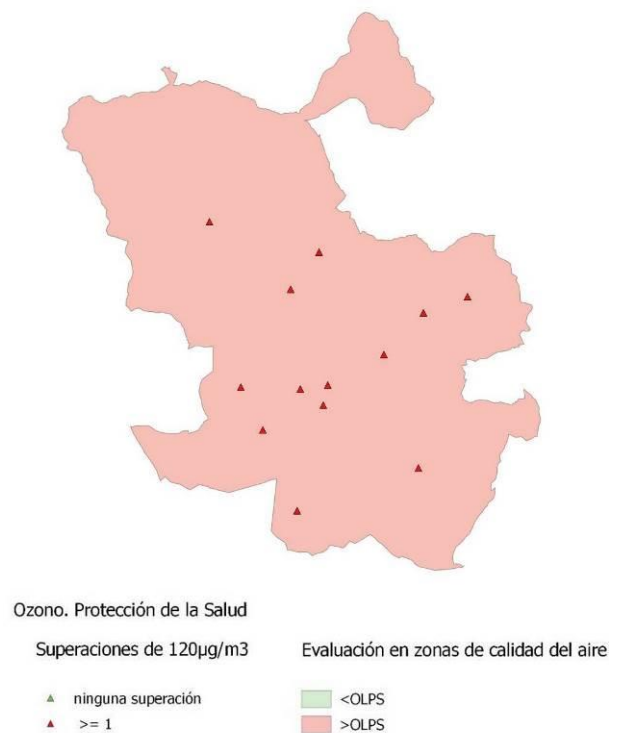 Ozono. Protección de la Salud
Superaciones de 120µg/m3
ninguna superación
>= 1
Evaluación en zonas de calidad del aire
<OLPS
>OLPS